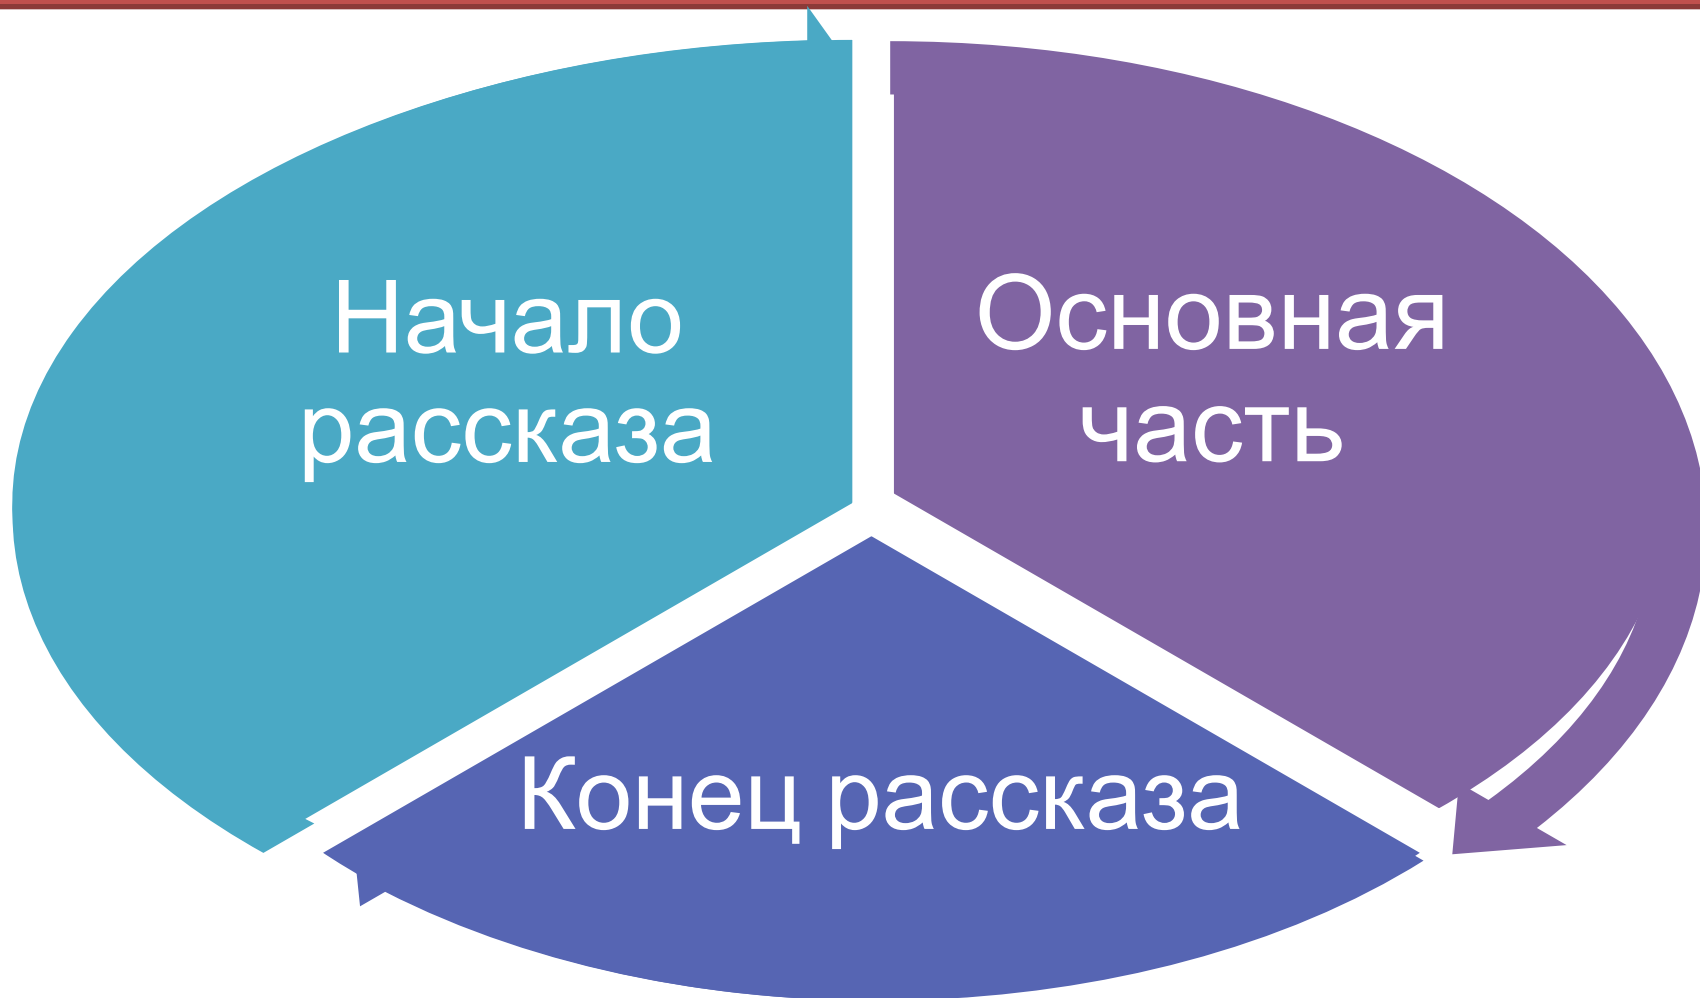 Начало
рассказа
Основная
часть
Конец рассказа